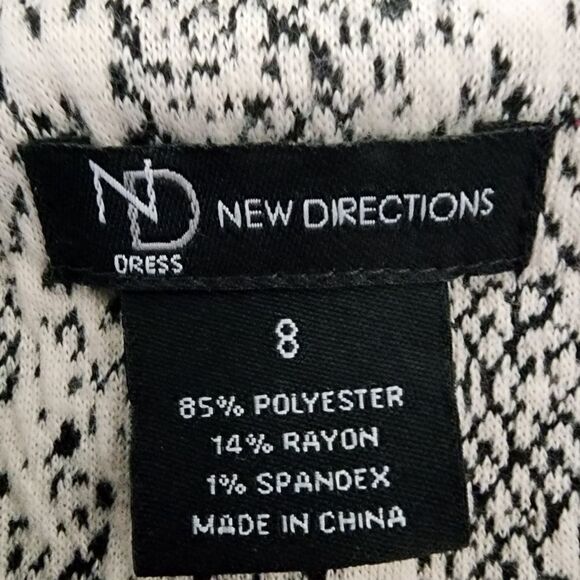 ND NEW DIRECTIONS
DRESS
8
85% POLYESTER
14% RAYON
1% SPANDEX
MADE IN CHINA